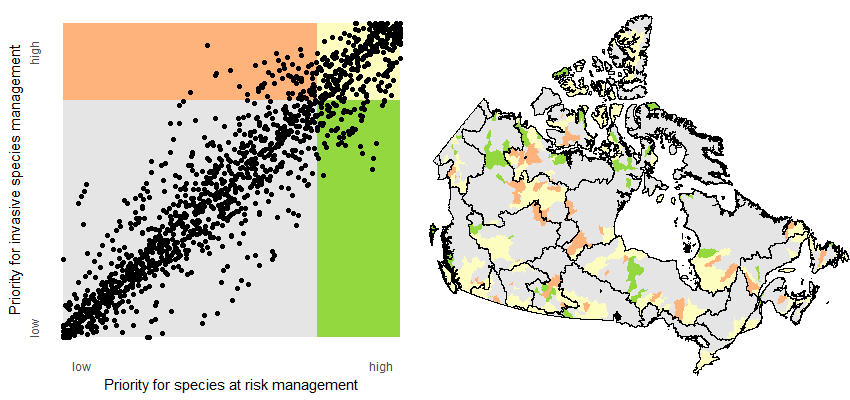 Priority for invasive species management
high
low
low
high
Priority for species at risk management